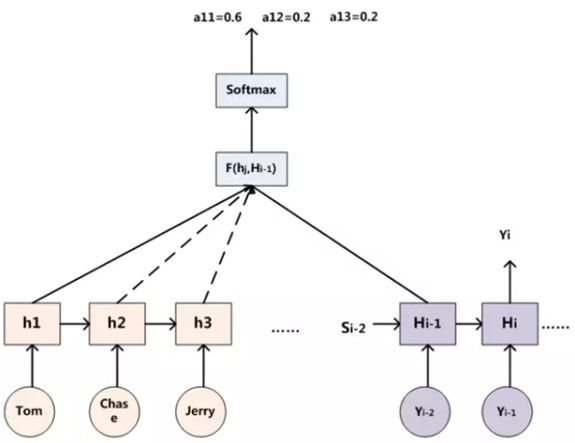 a11=0.6 a12=0.2 a13=0.2
Softmax
F(hj,Hi-1)
Yi
h1 h2 h3 ...... Si-2 Hi-1 Hi ......
Tom Chas Jerry Yi-2 Yi-1
e